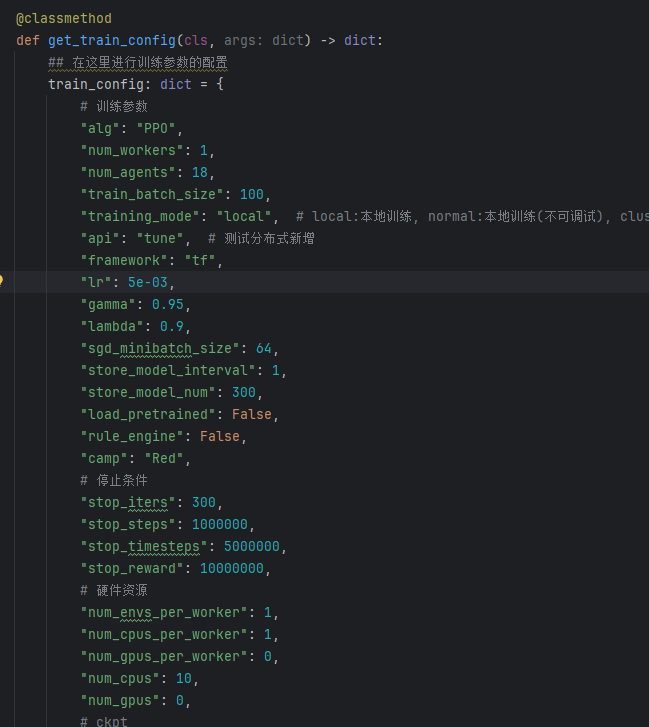 @classmethod
def get_train_config(cls, args: dict) -> dict:
## 在这里进行训练参数的配置
train_config: dict = {
# 训练参数
"alg": "PPO",
"num_workers": 1,
"num_agents": 18,
"train_batch_size": 100,
"training_mode": "local",  # local:本地训练, normal:本地训练(不可调试), clus
"api": "tune",  # 测试分布式新增
"framework": "tf",
"lr": 5e-03,
"gamma": 0.95,
"lambda": 0.9,
"sgd_minibatch_size": 64,
"store_model_interval": 1,
"store_model_num": 300,
"load_pretrained": False,
"rule_engine": False,
"camp": "Red",
# 停止条件
"stop_iters": 300,
"stop_steps": 1000000,
"stop_timesteps": 5000000,
"stop_reward": 10000000,
# 硬件资源
"num_envs_per_worker": 1,
"num_cpus_per_worker": 1,
"num_gpus_per_worker": 0,
"num_cpus": 10,
"num_gpus": 0,
# ckpt